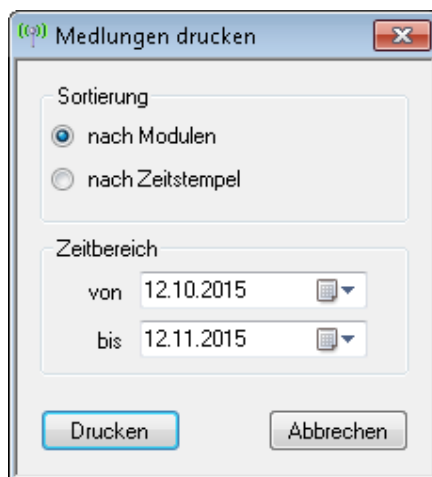 Medlungen drucken
Sortierung
nach Modulen
nach Zeitstempel
Zeitbereich
von 12.10.2015
bis 12.11.2015
Drucken Abbrechen